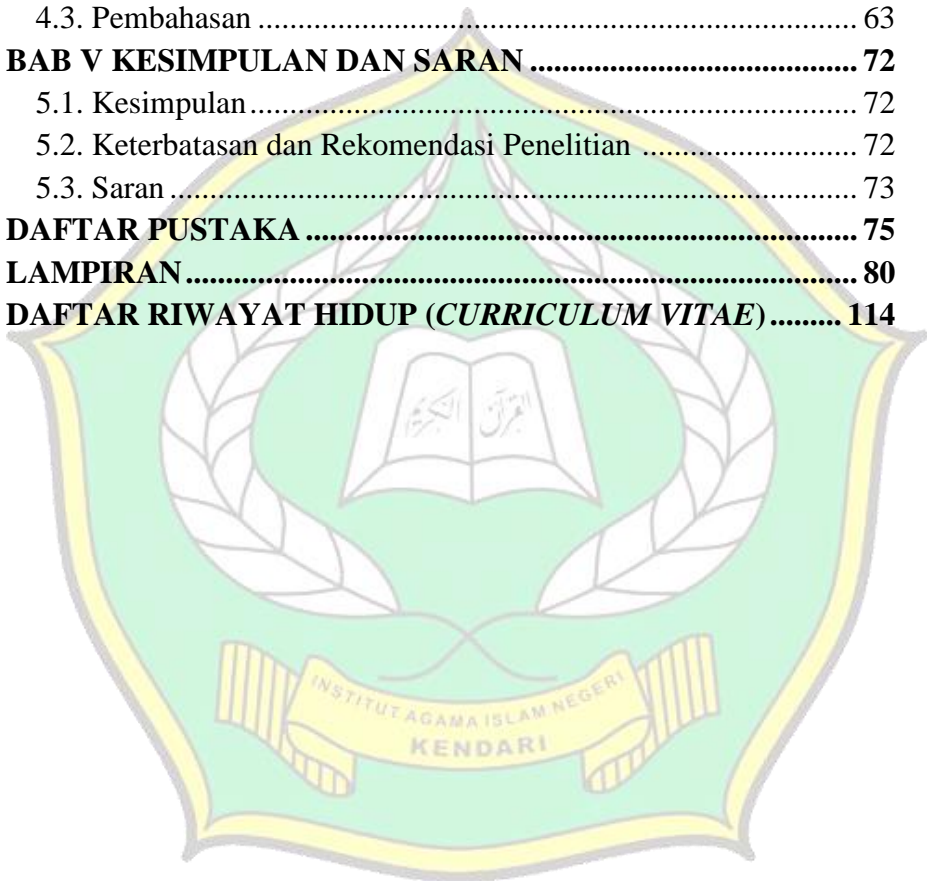 4.3. Pembahasan ........................................................................... 63
BAB V KESIMPULAN DAN SARAN ......................................... 72
5.1. Kesimpulan ............................................................................ 72
5.2. Keterbatasan dan Rekomendasi Penelitian ........................... 72
5.3. Saran ...................................................................................... 73
DAFTAR PUSTAKA ..................................................................... 75
LAMPIRAN .................................................................................... 80
DAFTAR RIWAYAT HIDUP (CURRICULUM VITAE) ......... 114
القرآن الكريم
INSTITUT AGAMA ISLAM NEGERI
KENDARI